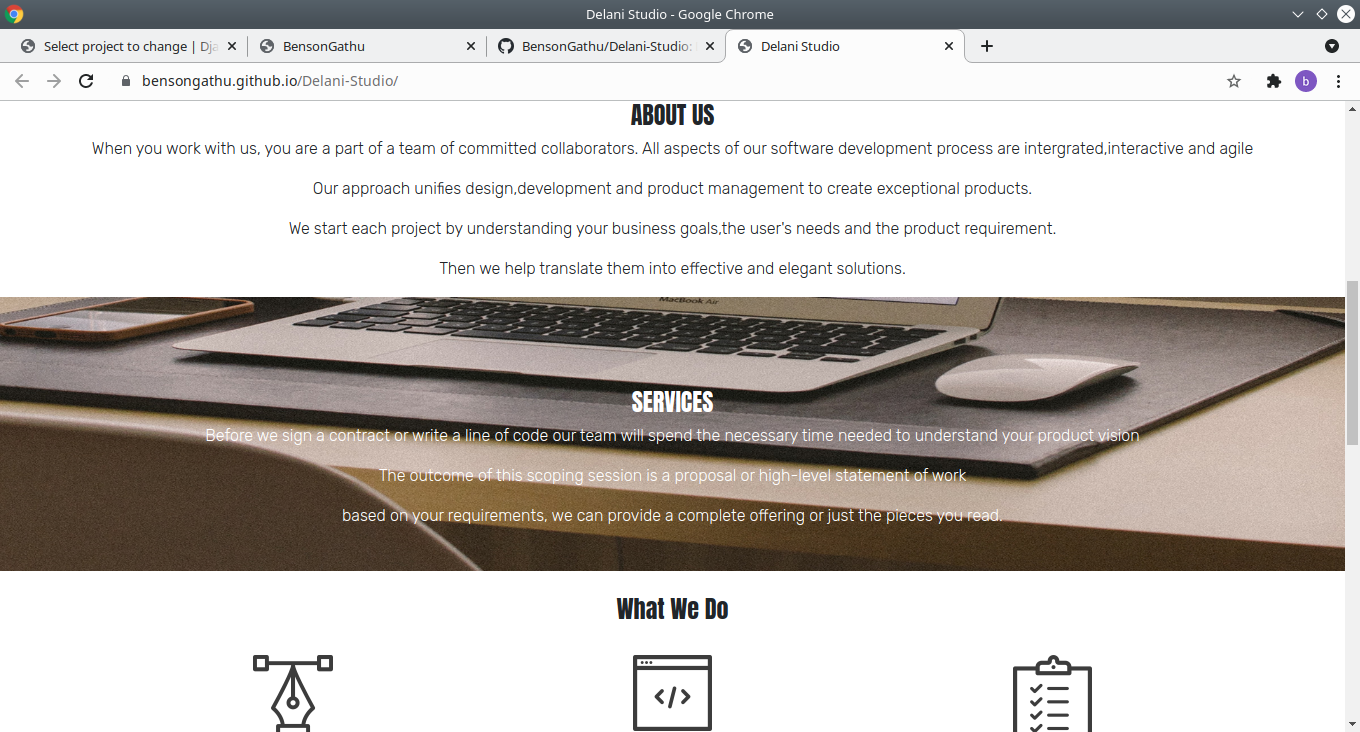 Delani Studio - Google Chrome
Select project to change | Dja
BensonGathu
BensonGathu/Delani-Studio:
Delani Studio
bensongathu.github.io/Delani-Studio/
b
ABOUT US
When you work with us, you are a part of a team of committed collaborators. All aspects of our software development process are intergrated,interactive and agile
Our approach unifies design,development and product management to create exceptional products.
We start each project by understanding your business goals,the user's needs and the product requirement.
Then we help translate them into effective and elegant solutions.
MacBook Air
SERVICES
Before we sign a contract or write a line of code our team will spend the necessary time needed to understand your product vision
The outcome of this scoping session is a proposal or high-level statement of work
based on your requirements, we can provide a complete offering or just the pieces you read.
What We Do